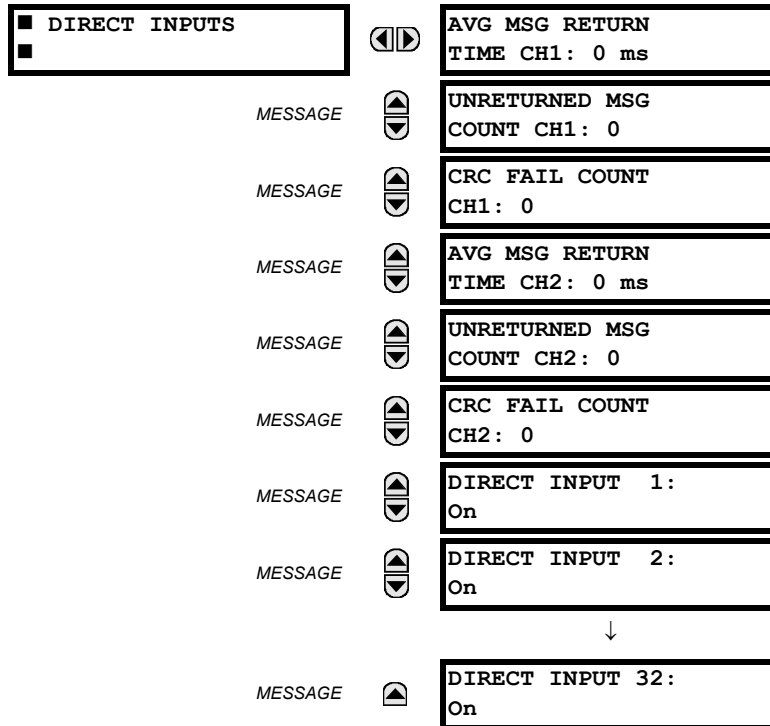 ■ DIRECT INPUTS
■
AVG MSG RETURN
TIME CH1: 0 ms
MESSAGE
UNRETURNED MSG
COUNT CH1: 0
MESSAGE
CRC FAIL COUNT
CH1: 0
MESSAGE
AVG MSG RETURN
TIME CH2: 0 ms
MESSAGE
UNRETURNED MSG
COUNT CH2: 0
MESSAGE
CRC FAIL COUNT
CH2: 0
MESSAGE
DIRECT INPUT  1:
On
MESSAGE
DIRECT INPUT  2:
On
↓
MESSAGE
DIRECT INPUT 32:
On